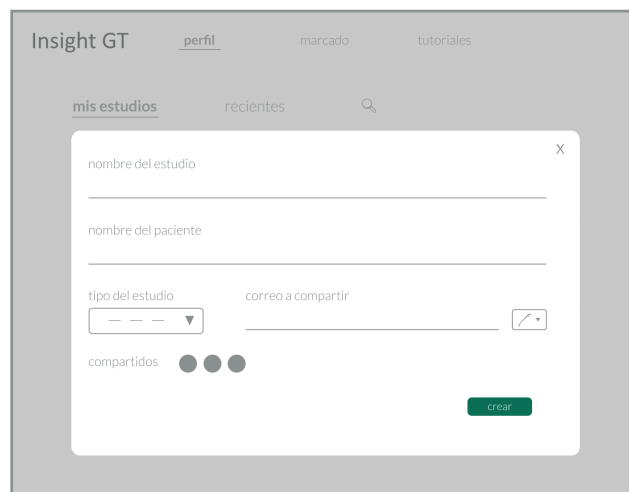 Insight GT perfil marcado tutoriales
mis estudios recientes
X
nombre del estudio
nombre del paciente
tipo del estudio correo a compartir
compartidos
crear